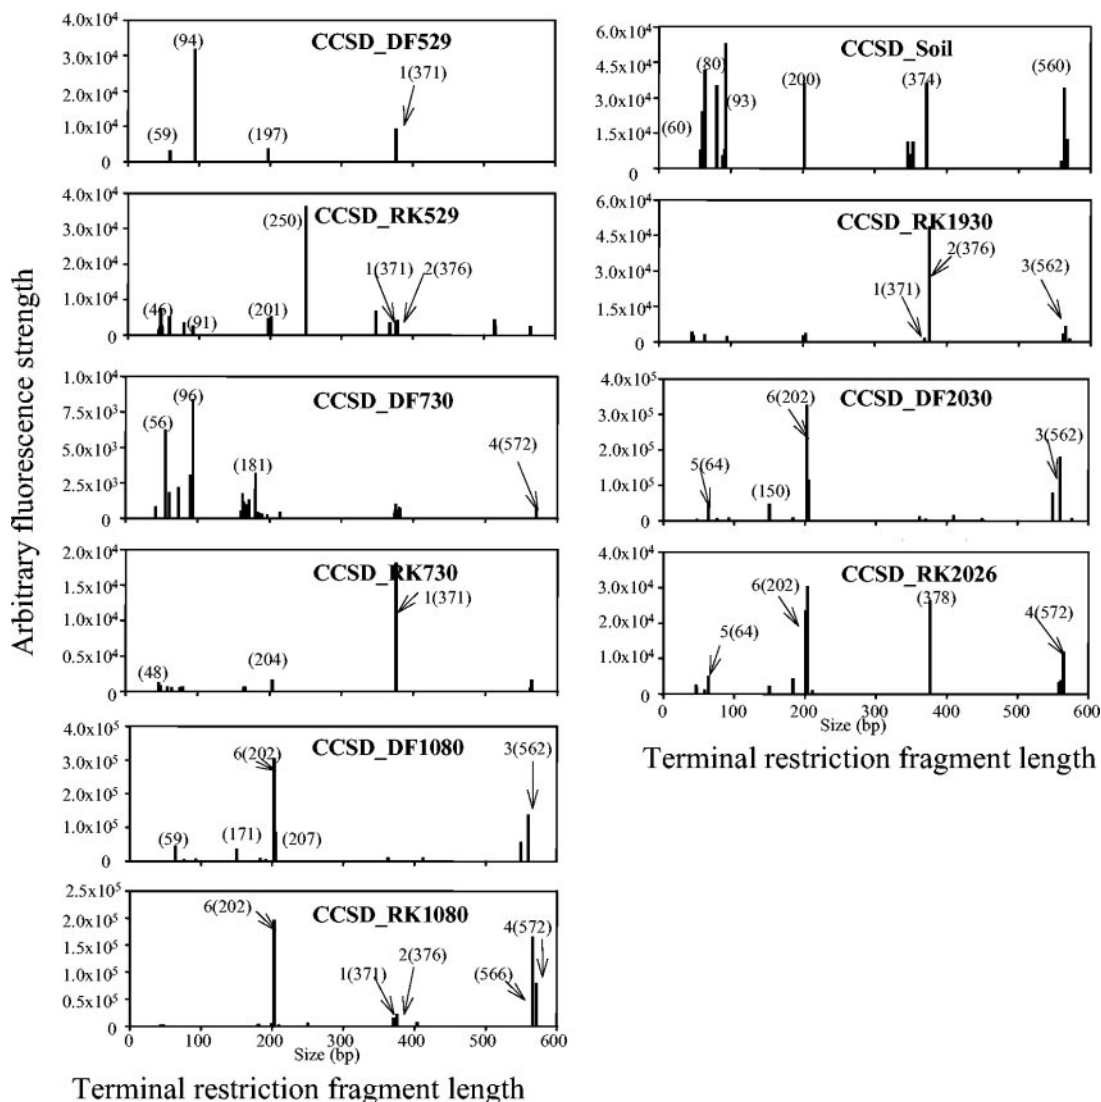 Arbitrary fluorescence strength
CCSD_DF529
4.0x10⁴
3.0x10⁴
2.0x10⁴
1.0x10⁴
0
(59)
(94)
(197)
1(371)
CCSD_RK529
4.0x10⁴
3.0x10⁴
2.0x10⁴
1.0x10⁴
0
(46)
(91)
(201)
(250)
1(371)
2(376)
CCSD_DF730
1.0x10⁴
7.5x10³
5.0x10³
2.5x10³
0
(56)
(96)
(181)
4(572)
CCSD_RK730
2.0x10⁴
1.5x10⁴
1.0x10⁴
0.5x10⁴
0
(48)
(204)
1(371)
CCSD_DF1080
4.0x10⁵
3.0x10⁵
2.0x10⁵
1.0x10⁵
0
(59)
(171)
6(202)
(207)
3(562)
CCSD_RK1080
2.5x10⁵
2.0x10⁵
1.5x10⁵
1.0x10⁵
0.5x10⁵
0
6(202)
1(371)
2(376)
(566)
4(572)
0 100 200 300 400 500 600
Size (bp)
Terminal restriction fragment length
CCSD_Soil
6.0x10⁴
4.5x10⁴
3.0x10⁴
1.5x10⁴
0
(60)
(80)
(93)
(200)
(374)
(560)
CCSD_RK1930
6.0x10⁴
4.5x10⁴
3.0x10⁴
1.5x10⁴
0
1(371)
2(376)
3(562)
CCSD_DF2030
4.0x10⁵
3.0x10⁵
2.0x10⁵
1.0x10⁵
0
5(64)
(150)
6(202)
3(562)
CCSD_RK2026
4.0x10⁴
3.0x10⁴
2.0x10⁴
1.0x10⁴
0
5(64)
6(202)
(378)
4(572)
0 100 200 300 400 500 600
Size (bp)
Terminal restriction fragment length